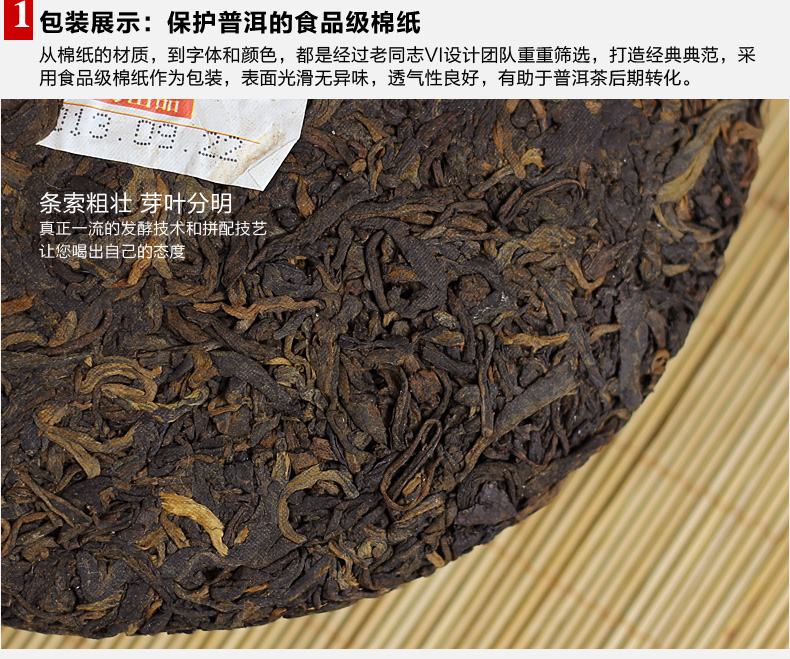 1 包装展示：保护普洱的食品级棉纸
从棉纸的材质，到字体和颜色，都是经过老同志VI设计团队重重筛选，打造经典典范，采
用食品级棉纸作为包装，表面光滑无异味，透气性良好，有助于普洱茶后期转化。
013 09.22
条索粗壮 芽叶分明
真正一流的发酵技术和拼配技艺
让您喝出自己的态度